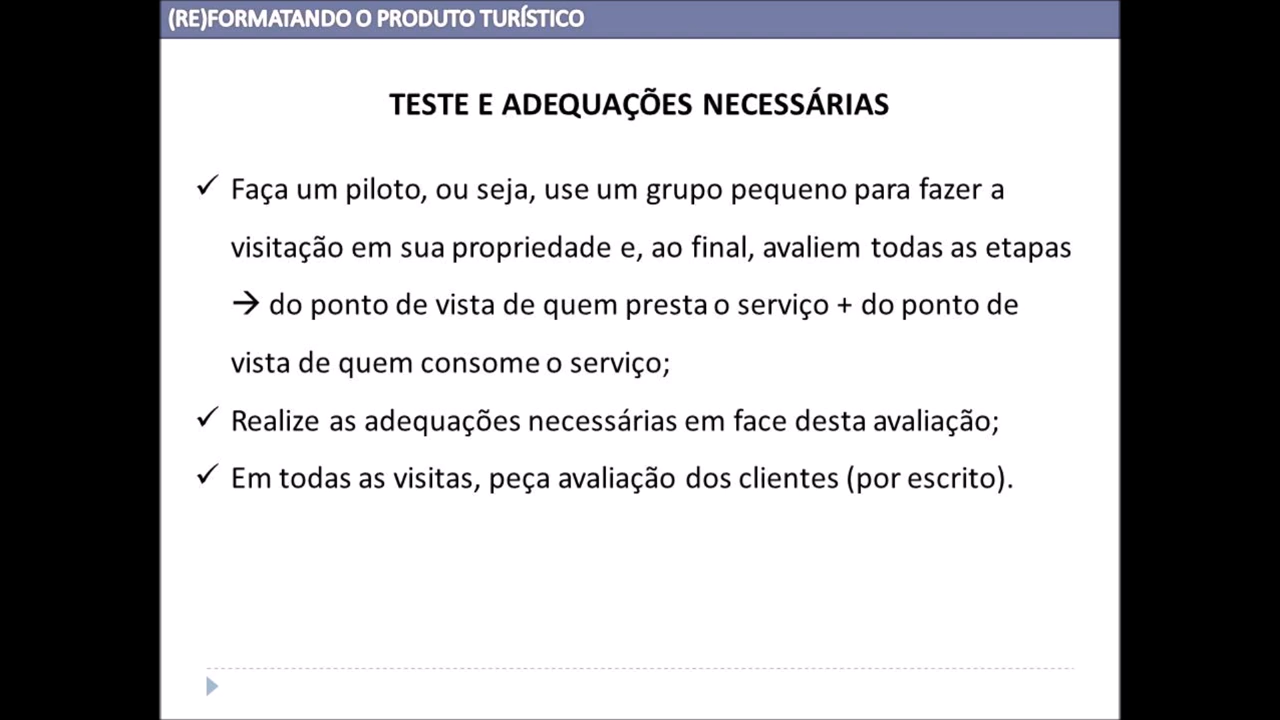 (RE)FORMATANDO O PRODUTO TURÍSTICO
TESTE E ADEQUAÇÕES NECESSÁRIAS
✓ Faça um piloto, ou seja, use um grupo pequeno para fazer a
visitação em sua propriedade e, ao final, avaliem todas as etapas
→ do ponto de vista de quem presta o serviço + do ponto de
vista de quem consome o serviço;
✓ Realize as adequações necessárias em face desta avaliação;
✓ Em todas as visitas, peça avaliação dos clientes (por escrito).